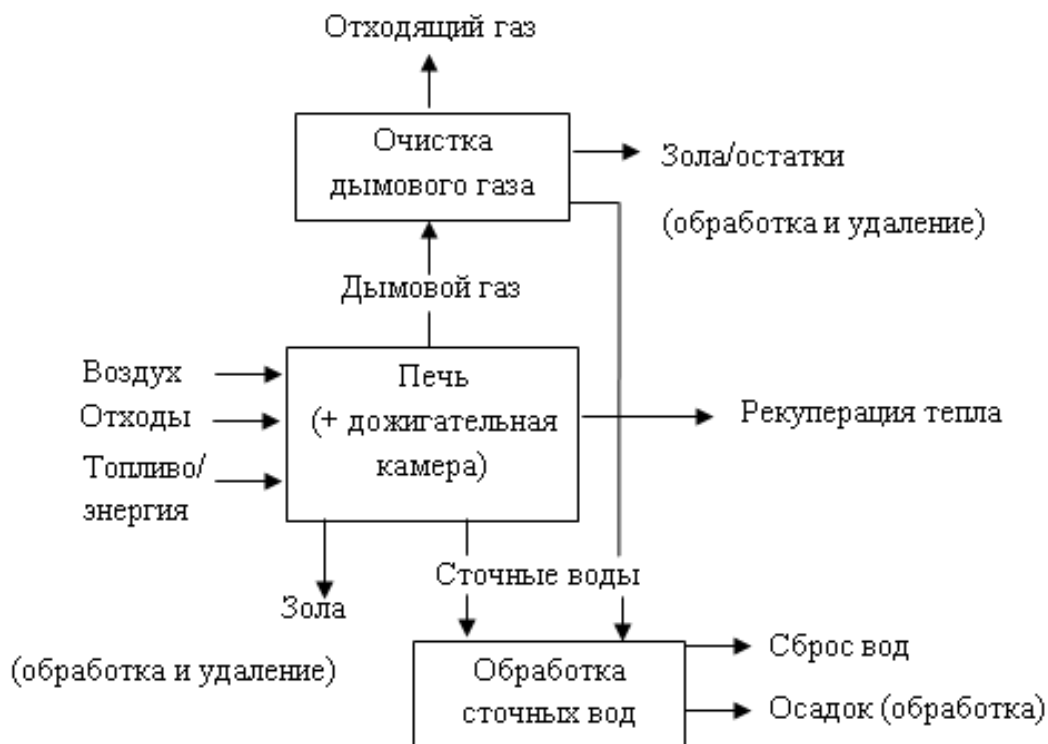 Отходящий газ
Очистка
дымового газа
Зола/остатки
(обработка и удаление)
Дымовой газ
Воздух
Отходы
Топливо/
энергия
Печь
(+ дожигательная
камера)
Рекуперация тепла
Сточные воды
Зола
(обработка и удаление)
Обработка
сточных вод
Сброс вод
Осадок (обработка)